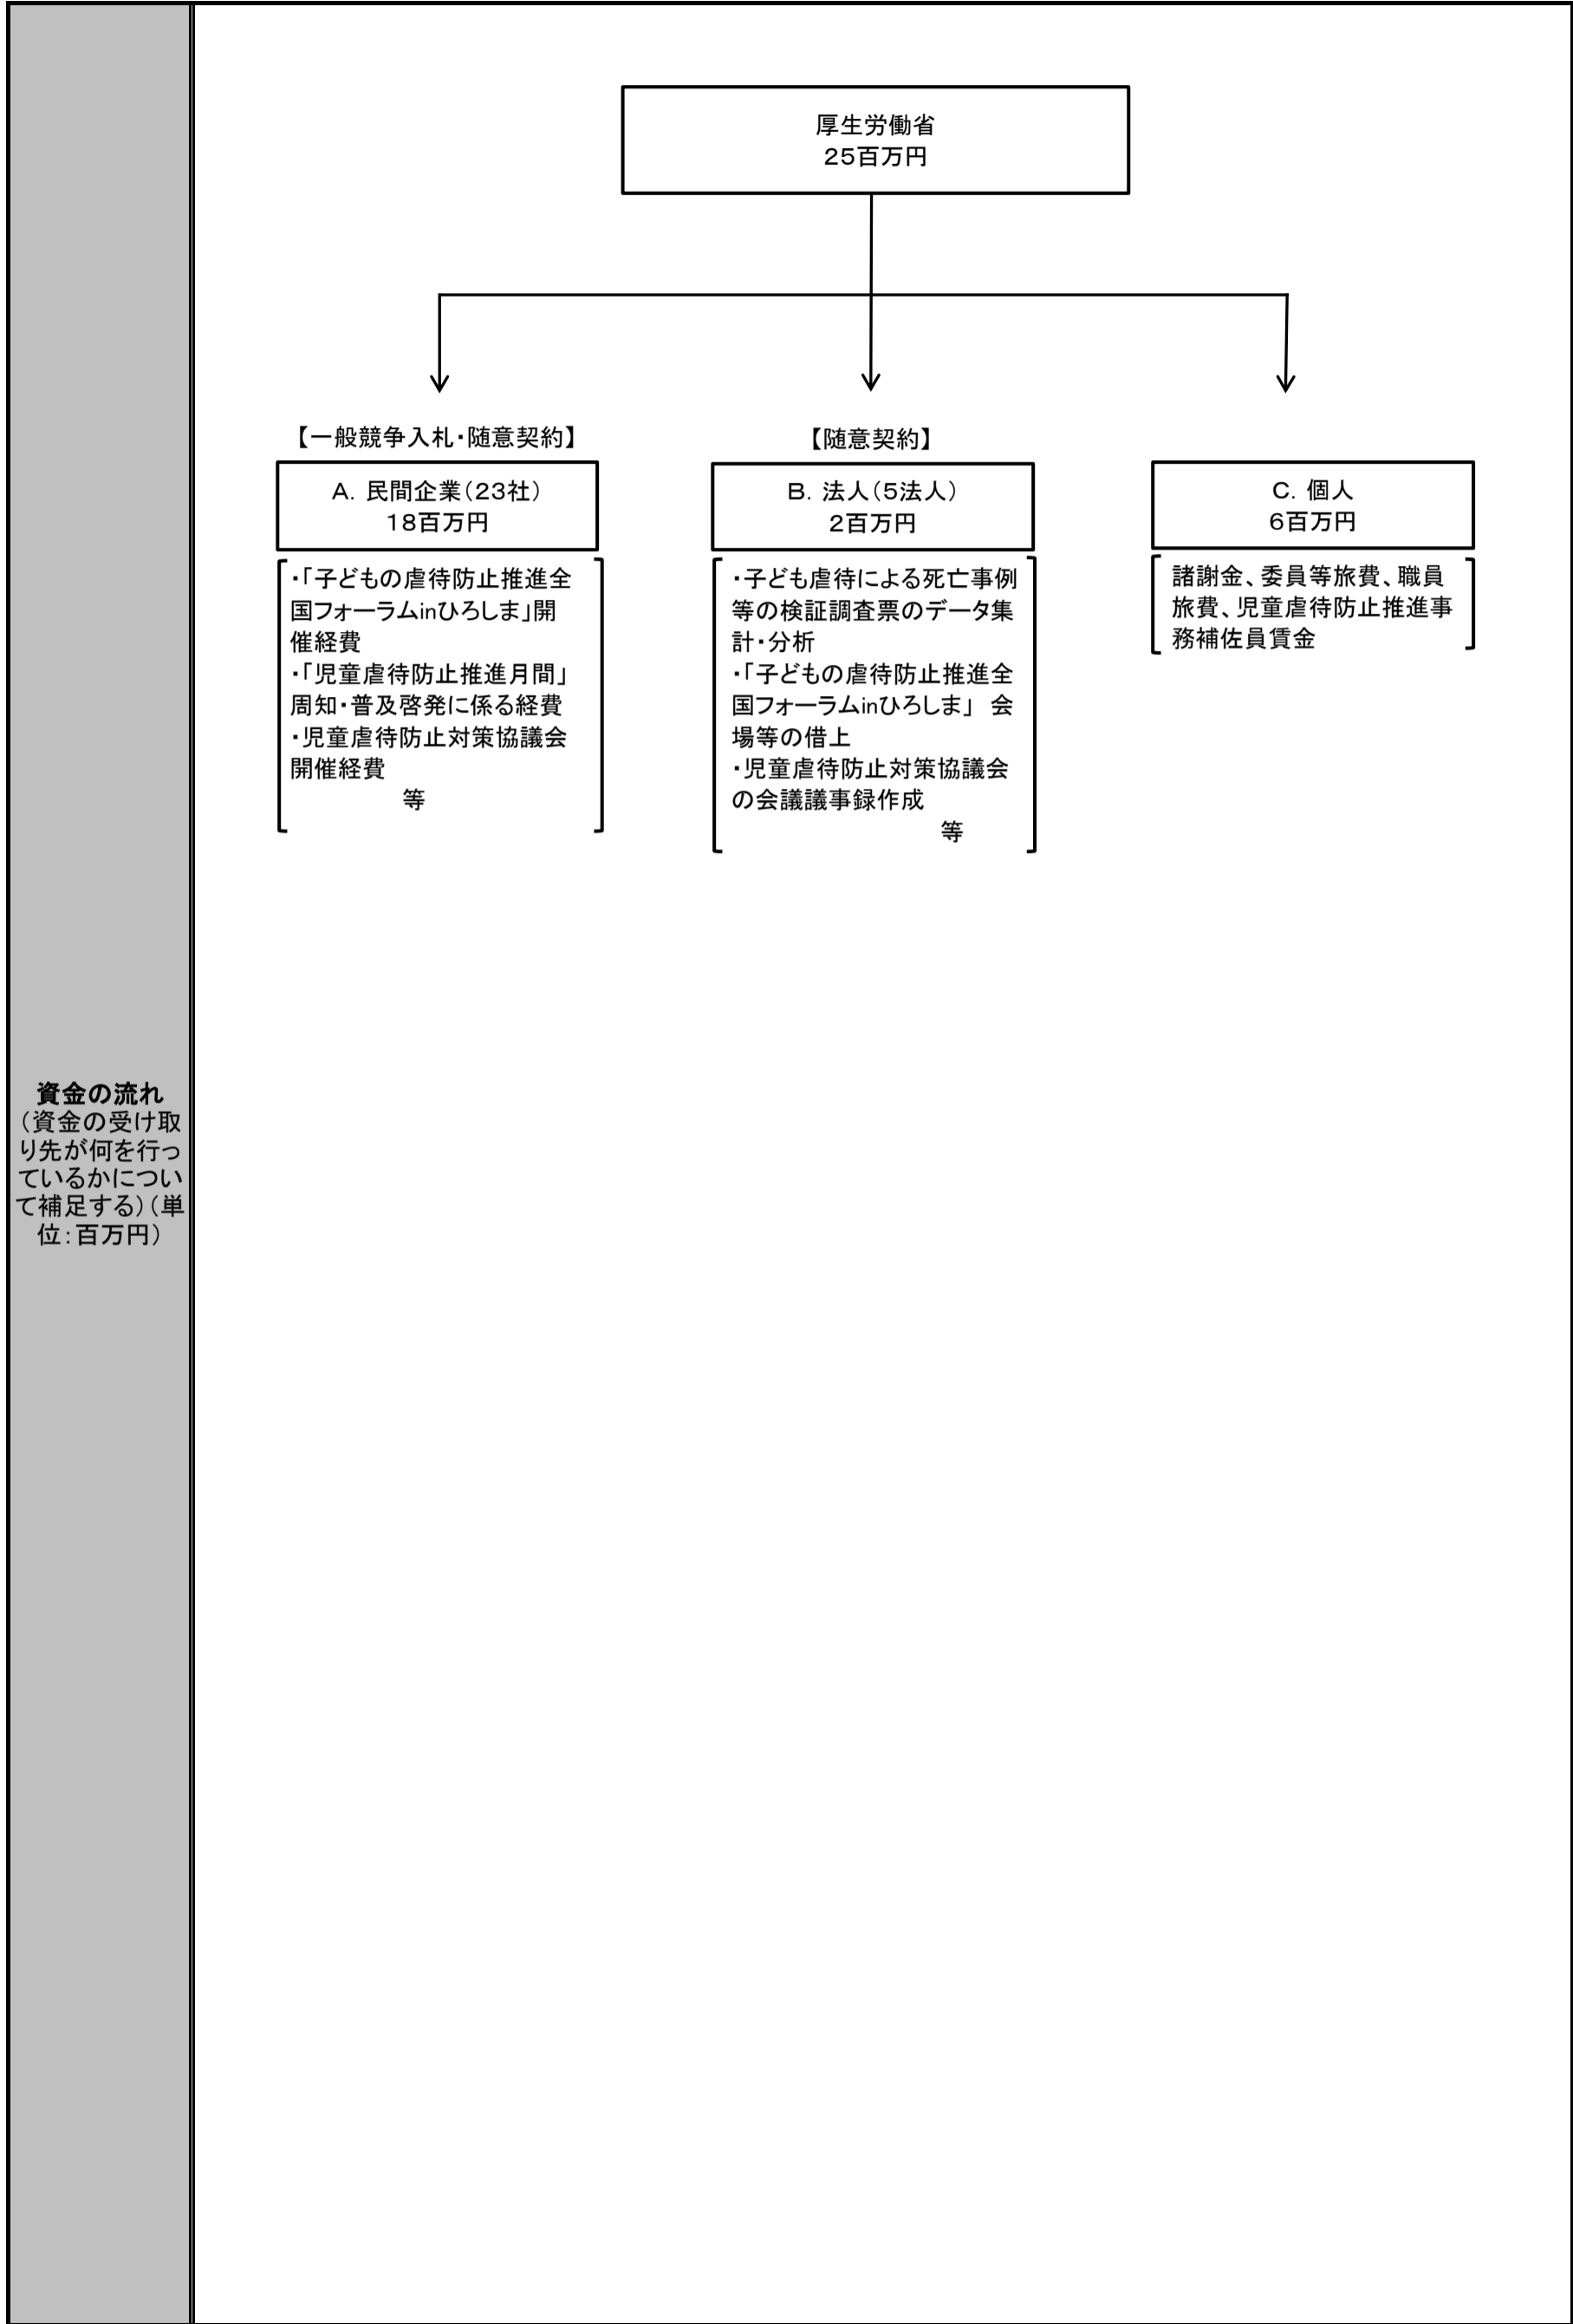 資金の流れ
（資金の受け取
り先が何を行っ
ているかについ
て補足する）（単
位：百万円）
厚生労働省
25百万円
【一般競争入札・随意契約】
A．民間企業（23社）
18百万円
・「子どもの虐待防止推進全
国フォーラムinひろしま」開
催経費
・「児童虐待防止推進月間」
周知・普及啓発に係る経費
・児童虐待防止対策協議会
開催経費
等
【随意契約】
B．法人（5法人）
2百万円
・子ども虐待による死亡事例
等の検証調査票のデータ集
計・分析
・「子どもの虐待防止推進全
国フォーラムinひろしま」　会
場等の借上
・児童虐待防止対策協議会
の会議議事録作成
等
C．個人
6百万円
諸謝金、委員等旅費、職員
旅費、児童虐待防止推進事
務補佐員賃金